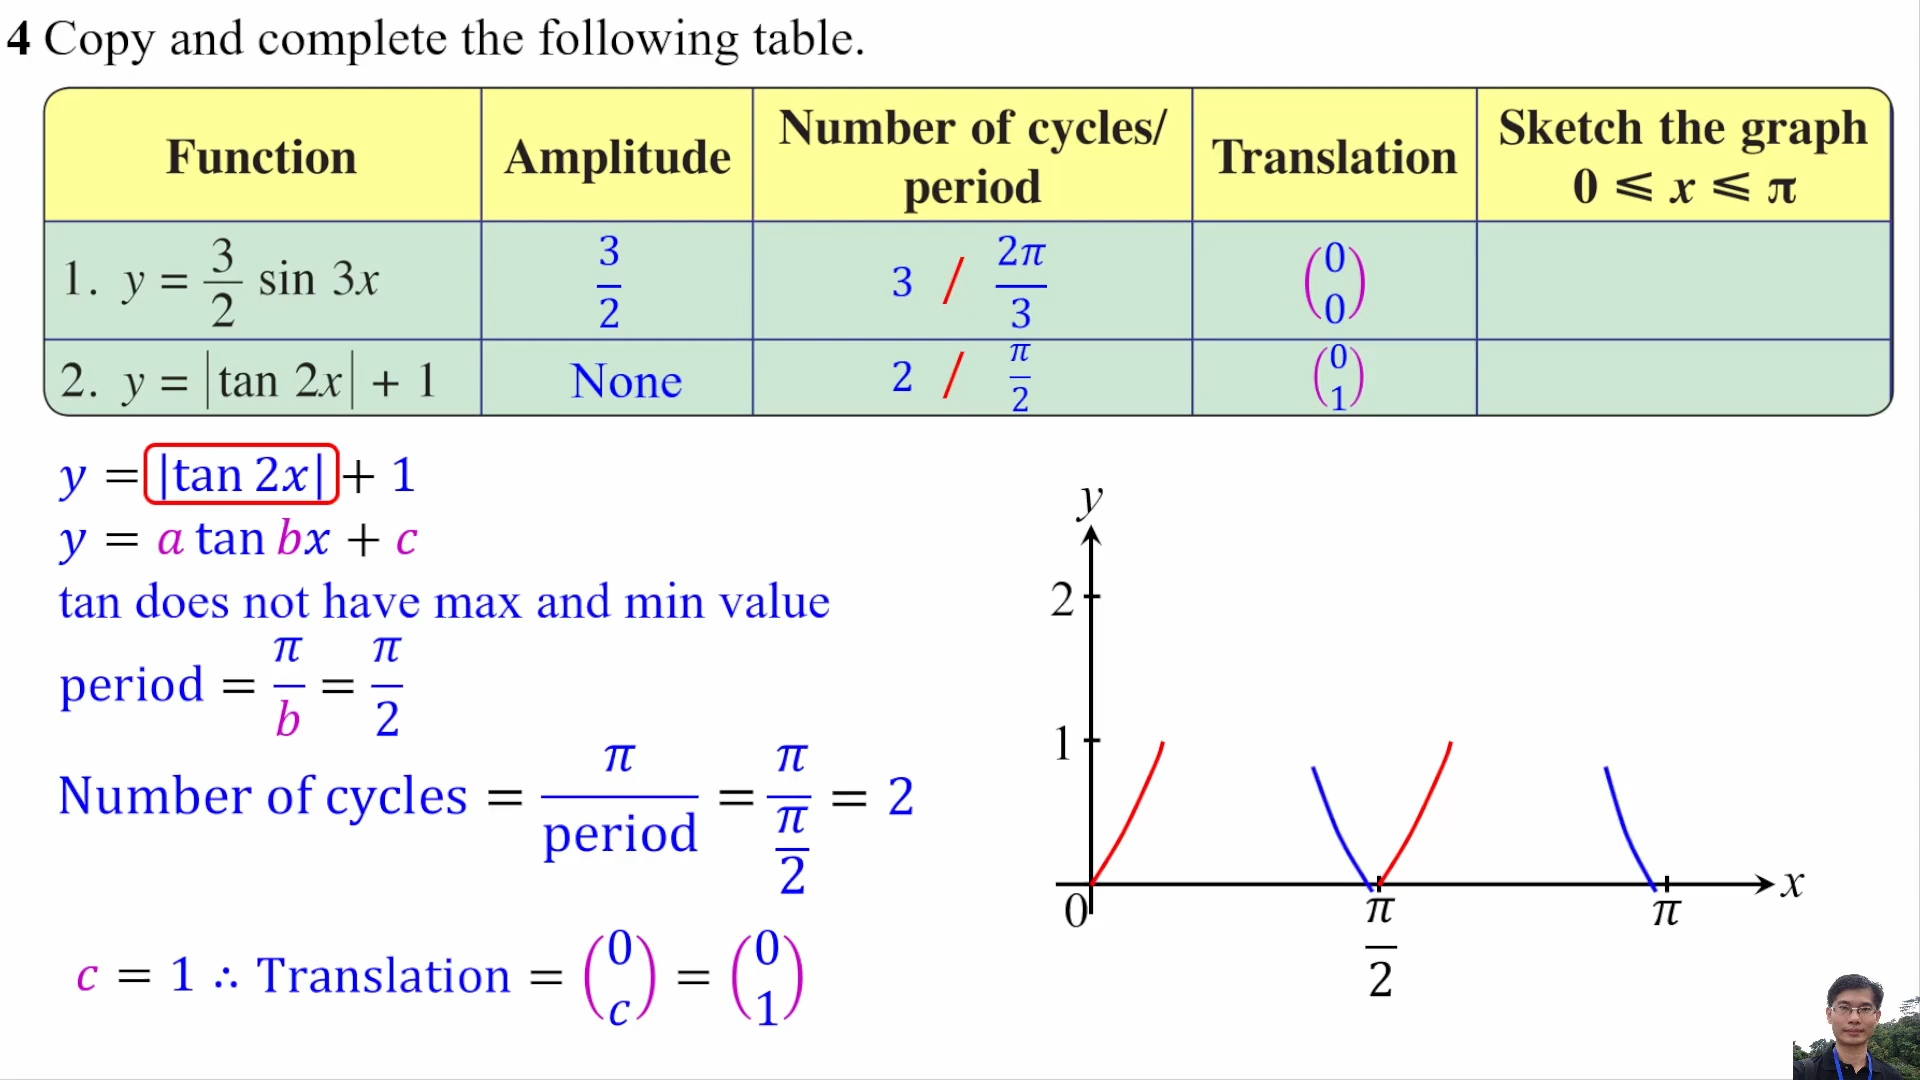 4 Copy and complete the following table.
Function | Amplitude | Number of cycles/ period | Translation | Sketch the graph 0 ⩽ x ⩽ π
1. y = 3/2 sin 3x | 3/2 | 3 / 2π/3 | (0 0) |
2. y = |tan 2x| + 1 | None | 2 / π/2 | (0 1) |
y = |tan 2x| + 1
y = a tan bx + c
tan does not have max and min value
period = π/b = π/2
Number of cycles = π/period = π/(π/2) = 2
c = 1 ∴ Translation = (0 c) = (0 1)
y
2
1
0
π/2
π
x